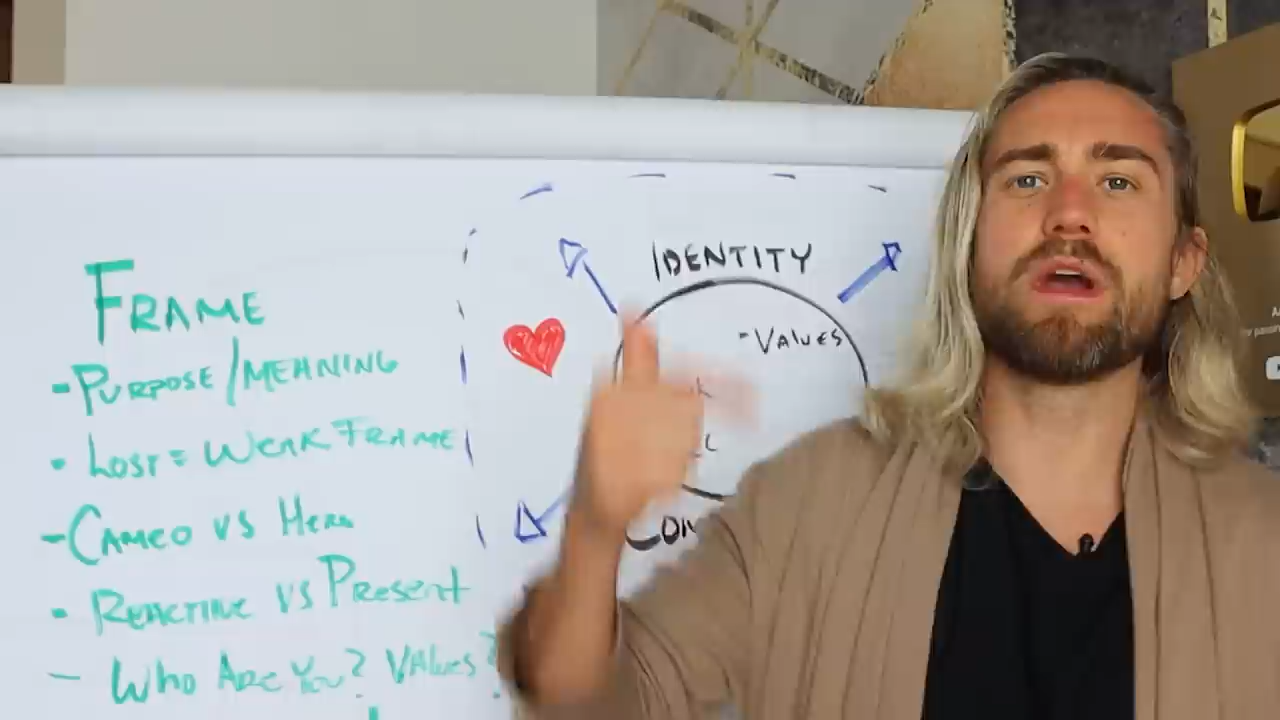 FRAME
-PURPOSE/MEANING
• LOST = WEAK FRAME
-CAMEO VS HERO
• REACTIVE VS PRESENT
- WHO ARE YOU? VALUES?
IDENTITY
-VALUES